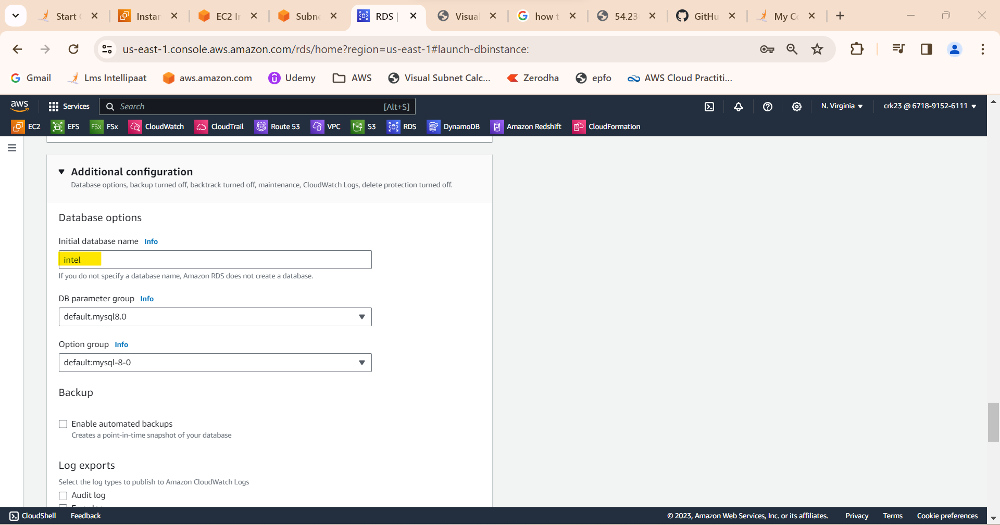 Start
Instan
EC2 In
Subne
RDS |
Visual
how t
54.23
GitHu
My Co
us-east-1.console.aws.amazon.com/rds/home?region=us-east-1#launch-dbinstance:
Gmail
Lms Intellipaat
aws.amazon.com
Udemy
AWS
Visual Subnet Calc...
Zerodha
epfo
AWS Cloud Practiti...
aws
Services
Search
[Alt+S]
N. Virginia
crk23 @ 6718-9152-6111
EC2
EFS
FSx
FSx
CloudWatch
CloudTrail
Route 53
VPC
S3
RDS
DynamoDB
Amazon Redshift
CloudFormation
Additional configuration
Database options, backup turned off, backtrack turned off, maintenance, CloudWatch Logs, delete protection turned off.
Database options
Initial database name Info
intel
If you do not specify a database name, Amazon RDS does not create a database.
DB parameter group Info
default.mysql8.0
Option group Info
default:mysql-8-0
Backup
Enable automated backups
Creates a point-in-time snapshot of your database
Log exports
Select the log types to publish to Amazon CloudWatch Logs
Audit log
CloudShell
Feedback
© 2023, Amazon Web Services, Inc. or its affiliates.
Privacy
Terms
Cookie preferences